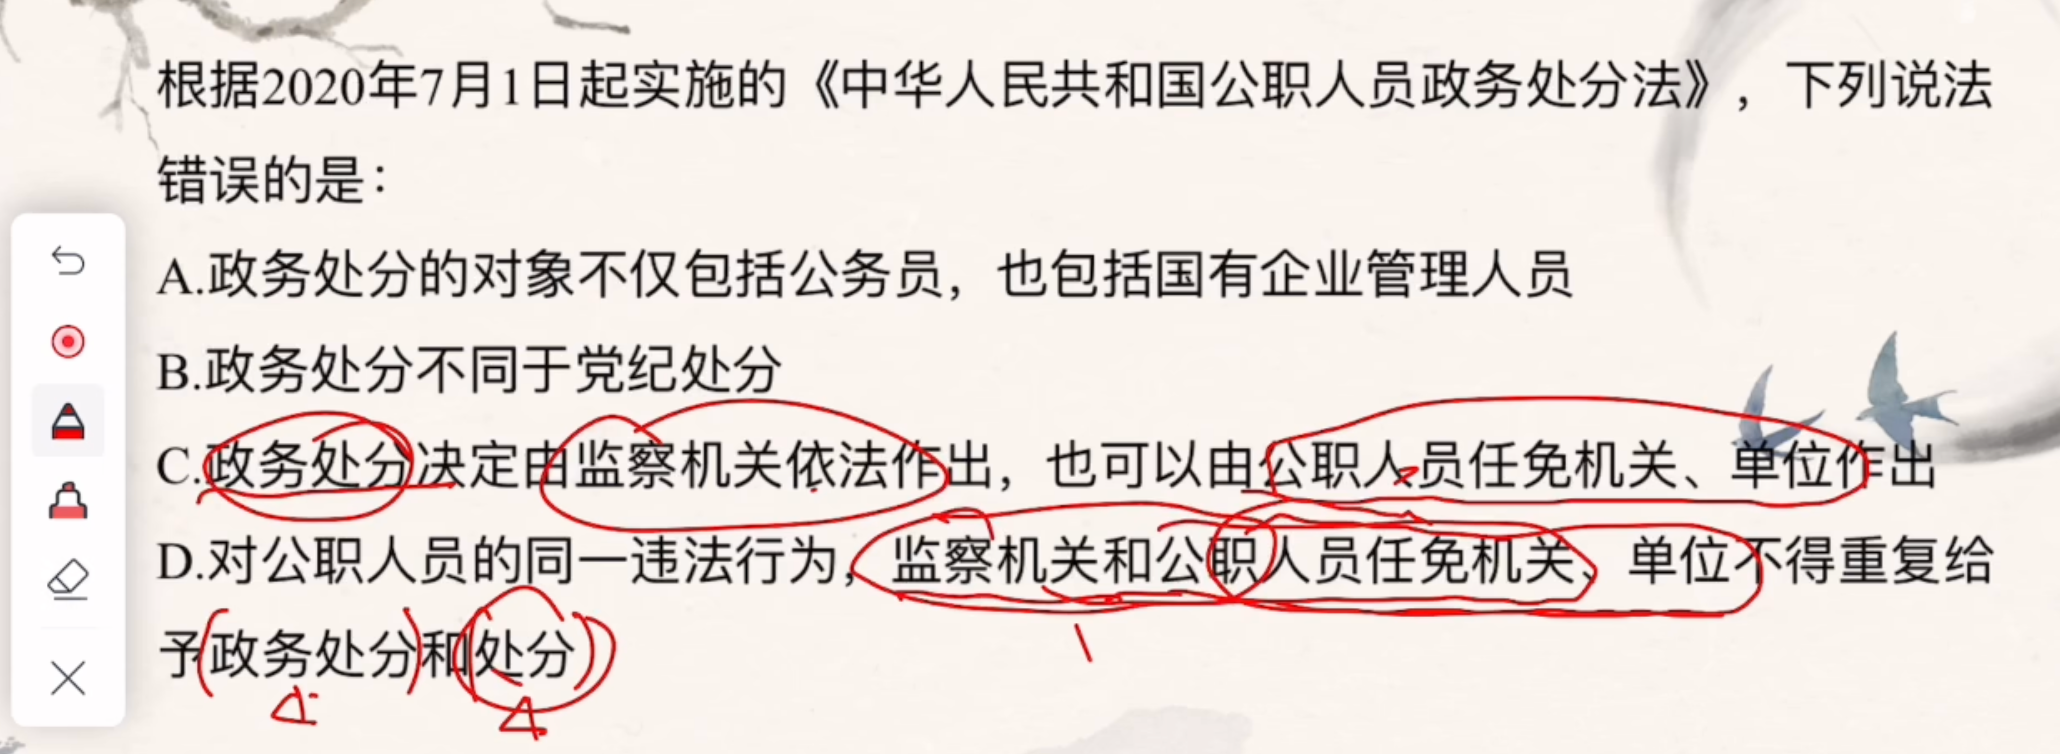 根据2020年7月1日起实施的《中华人民共和国公职人员政务处分法》，下列说法
错误的是：
A.政务处分的对象不仅包括公务员，也包括国有企业管理人员
B.政务处分不同于党纪处分
C.政务处分决定由监察机关依法作出，也可以由公职人员任免机关、单位作出
D.对公职人员的同一违法行为，监察机关和公职人员任免机关、单位不得重复给
予政务处分和处分